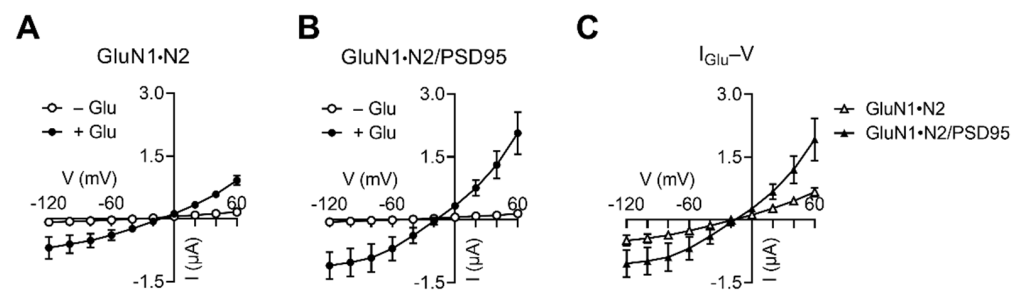 A
GluN1•N2
– Glu
+ Glu
3.0
1.5
-1.5
V (mV)
-120
-60
60
I (μA)
B
GluN1•N2/PSD95
– Glu
+ Glu
3.0
1.5
-1.5
V (mV)
-120
-60
60
I (μA)
C
IGlu–V
3.0
1.5
-1.5
V (mV)
-120
-60
60
I (μA)
GluN1•N2
GluN1•N2/PSD95